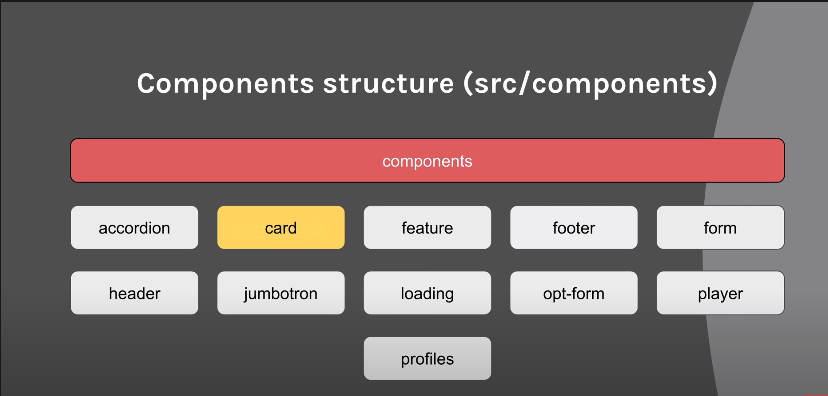 Components structure (src/components)
components
accordion card feature footer form
header jumbotron loading opt-form player
profiles